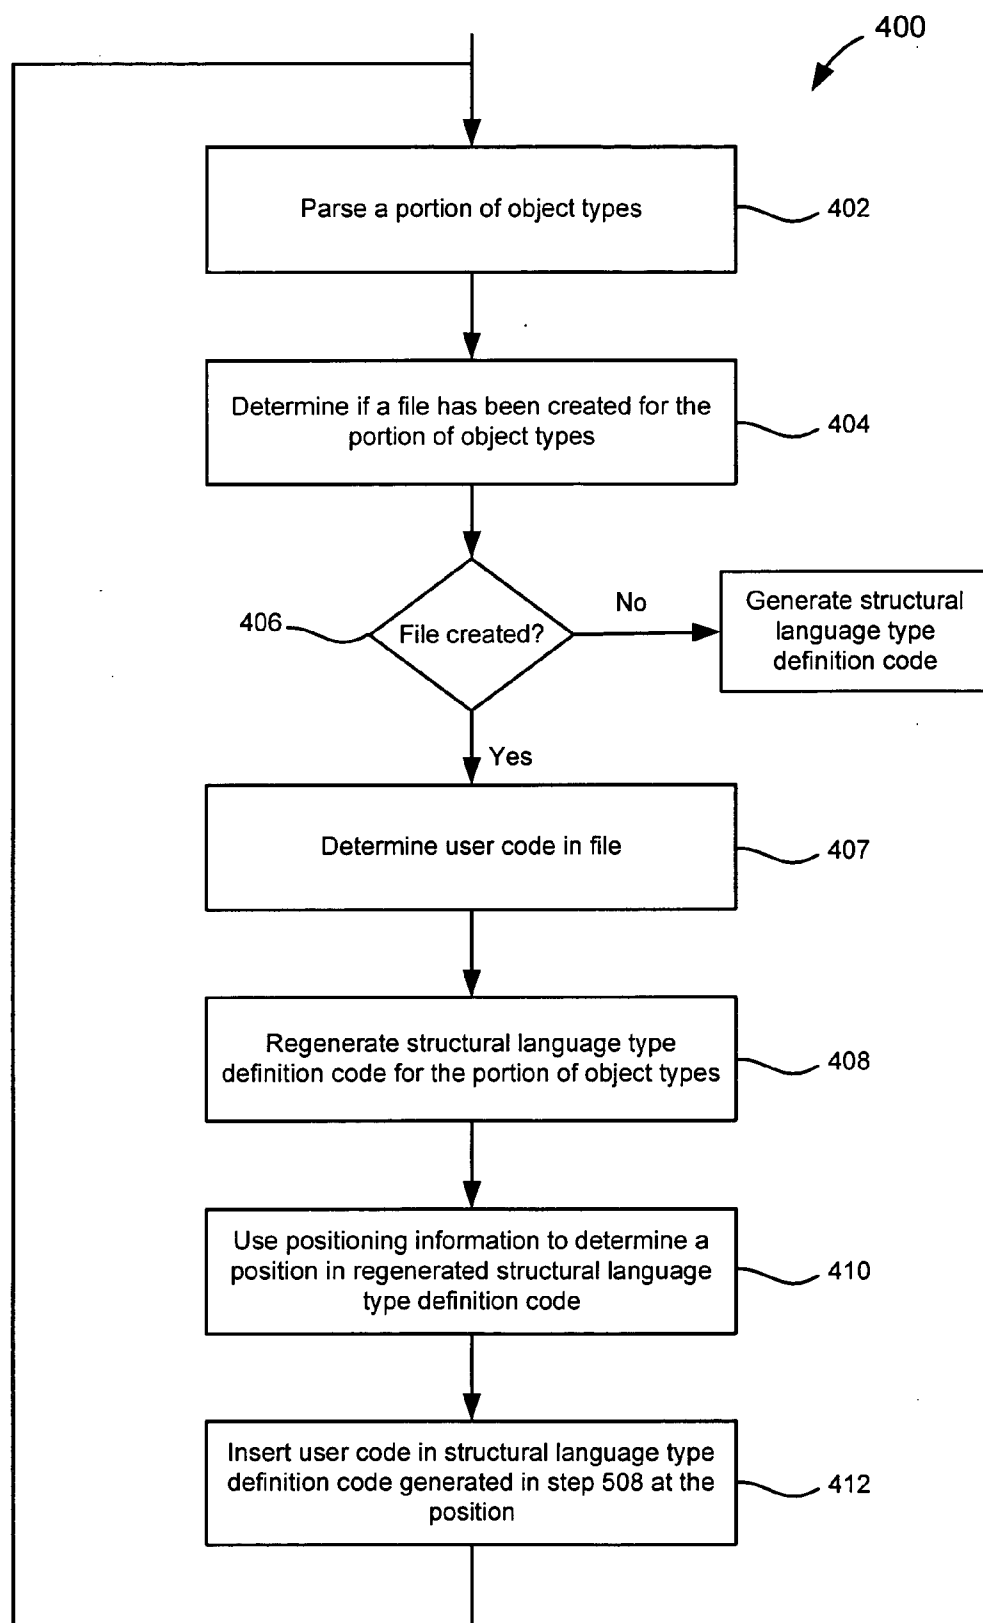 400
Parse a portion of object types
402
Determine if a file has been created for the
portion of object types
404
406
File created?
No
Generate structural
language type
definition code
Yes
Determine user code in file
407
Regenerate structural language type
definition code for the portion of object types
408
Use positioning information to determine a
position in regenerated structural language
type definition code
410
Insert user code in structural language type
definition code generated in step 508 at the
position
412